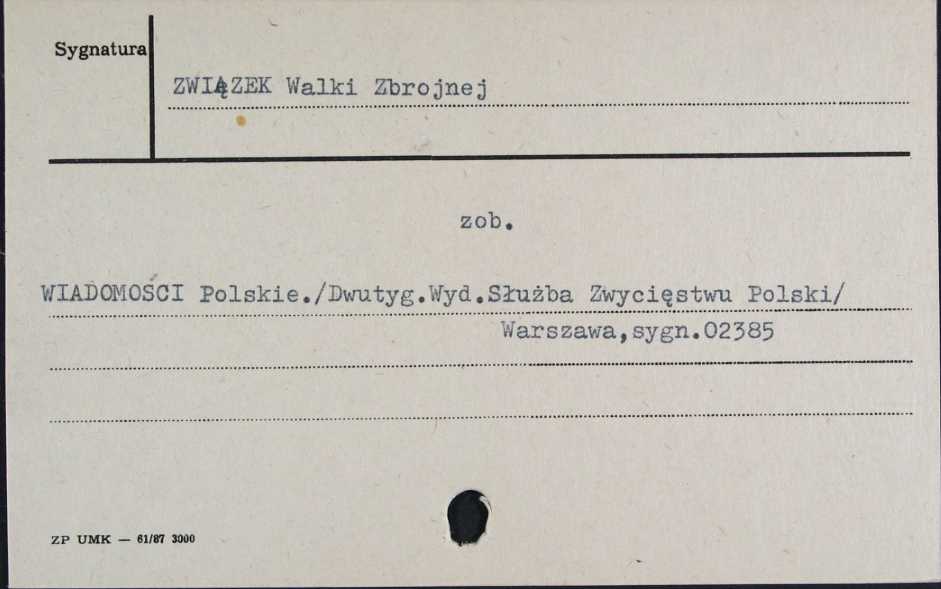 Sygnatura
ZWIĄZEK Walki Zbrojnej
zob.
WIADOMOŚCI Polskie./Dwutyg.Wyd.Służba Zwycięstwu Polski/
Warszawa,sygn.02385
ZP UMK — 61/87 3000